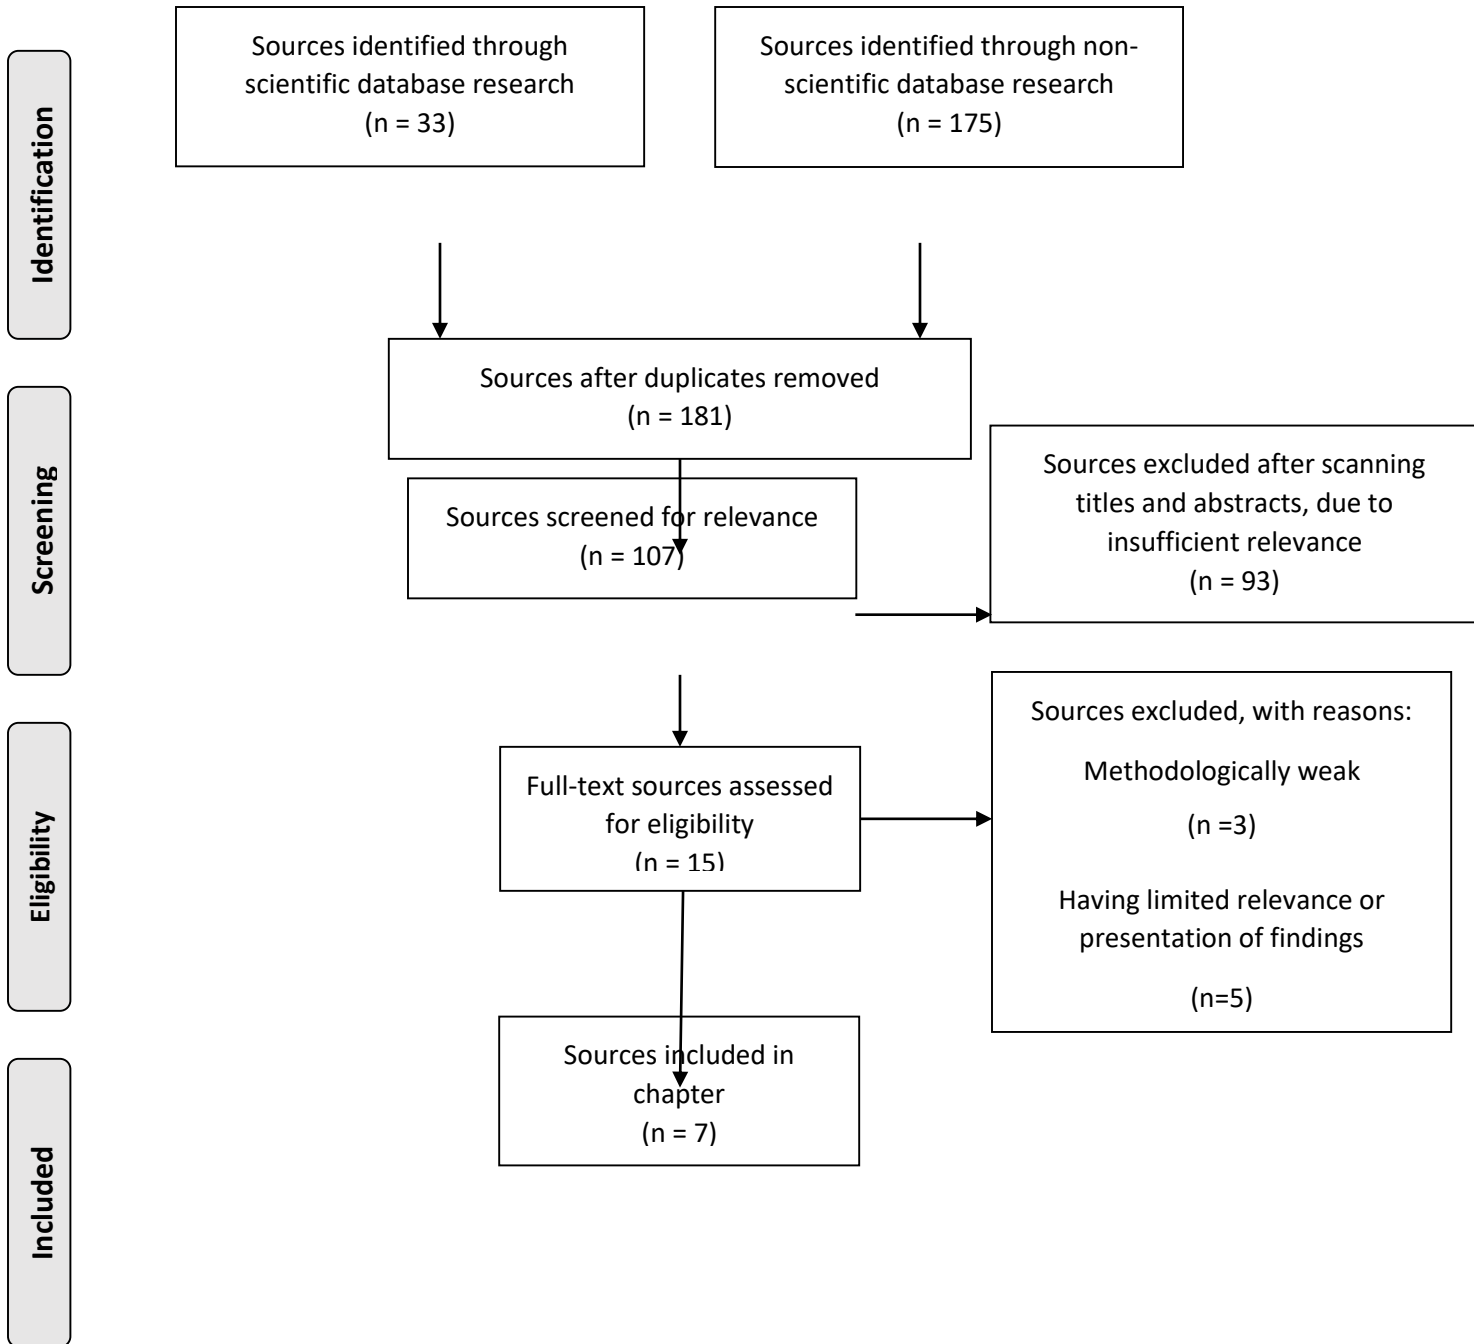 Identification
Sources identified through
scientific database research
(n = 33)
Sources identified through non-
scientific database research
(n = 175)
Sources after duplicates removed
(n = 181)
Screening
Sources screened for relevance
(n = 107)
Sources excluded after scanning
titles and abstracts, due to
insufficient relevance
(n = 93)
Eligibility
Full-text sources assessed
for eligibility
(n = 15)
Sources excluded, with reasons:
Methodologically weak
(n =3)
Having limited relevance or
presentation of findings
(n=5)
Included
Sources included in
chapter
(n = 7)